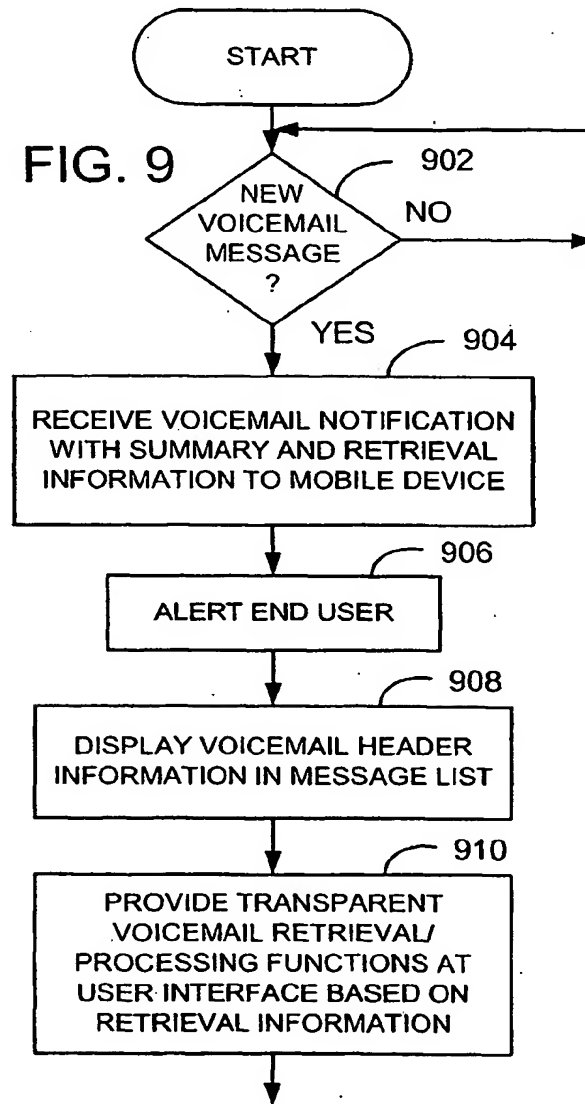 START
FIG. 9
902
NEW
VOICEMAIL
MESSAGE
?
NO
YES
904
RECEIVE VOICEMAIL NOTIFICATION
WITH SUMMARY AND RETRIEVAL
INFORMATION TO MOBILE DEVICE
906
ALERT END USER
908
DISPLAY VOICEMAIL HEADER
INFORMATION IN MESSAGE LIST
910
PROVIDE TRANSPARENT
VOICEMAIL RETRIEVAL/
PROCESSING FUNCTIONS AT
USER INTERFACE BASED ON
RETRIEVAL INFORMATION